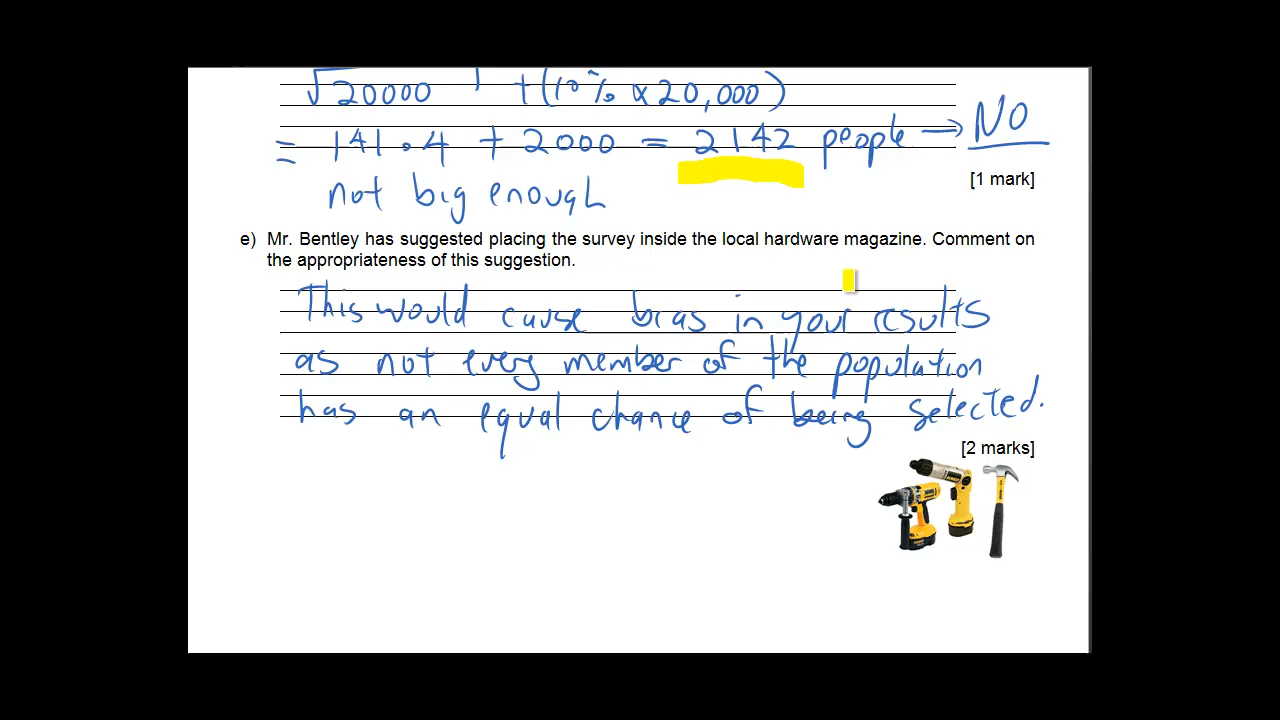 √20000 + (10% × 20,000)
= 141.4 + 2000 = 2142 people → NO
[1 mark]
not big enough
e) Mr. Bentley has suggested placing the survey inside the local hardware magazine. Comment on
the appropriateness of this suggestion.
This would cause bias in your results
as not every member of the population
has an equal chance of being selected.
[2 marks]